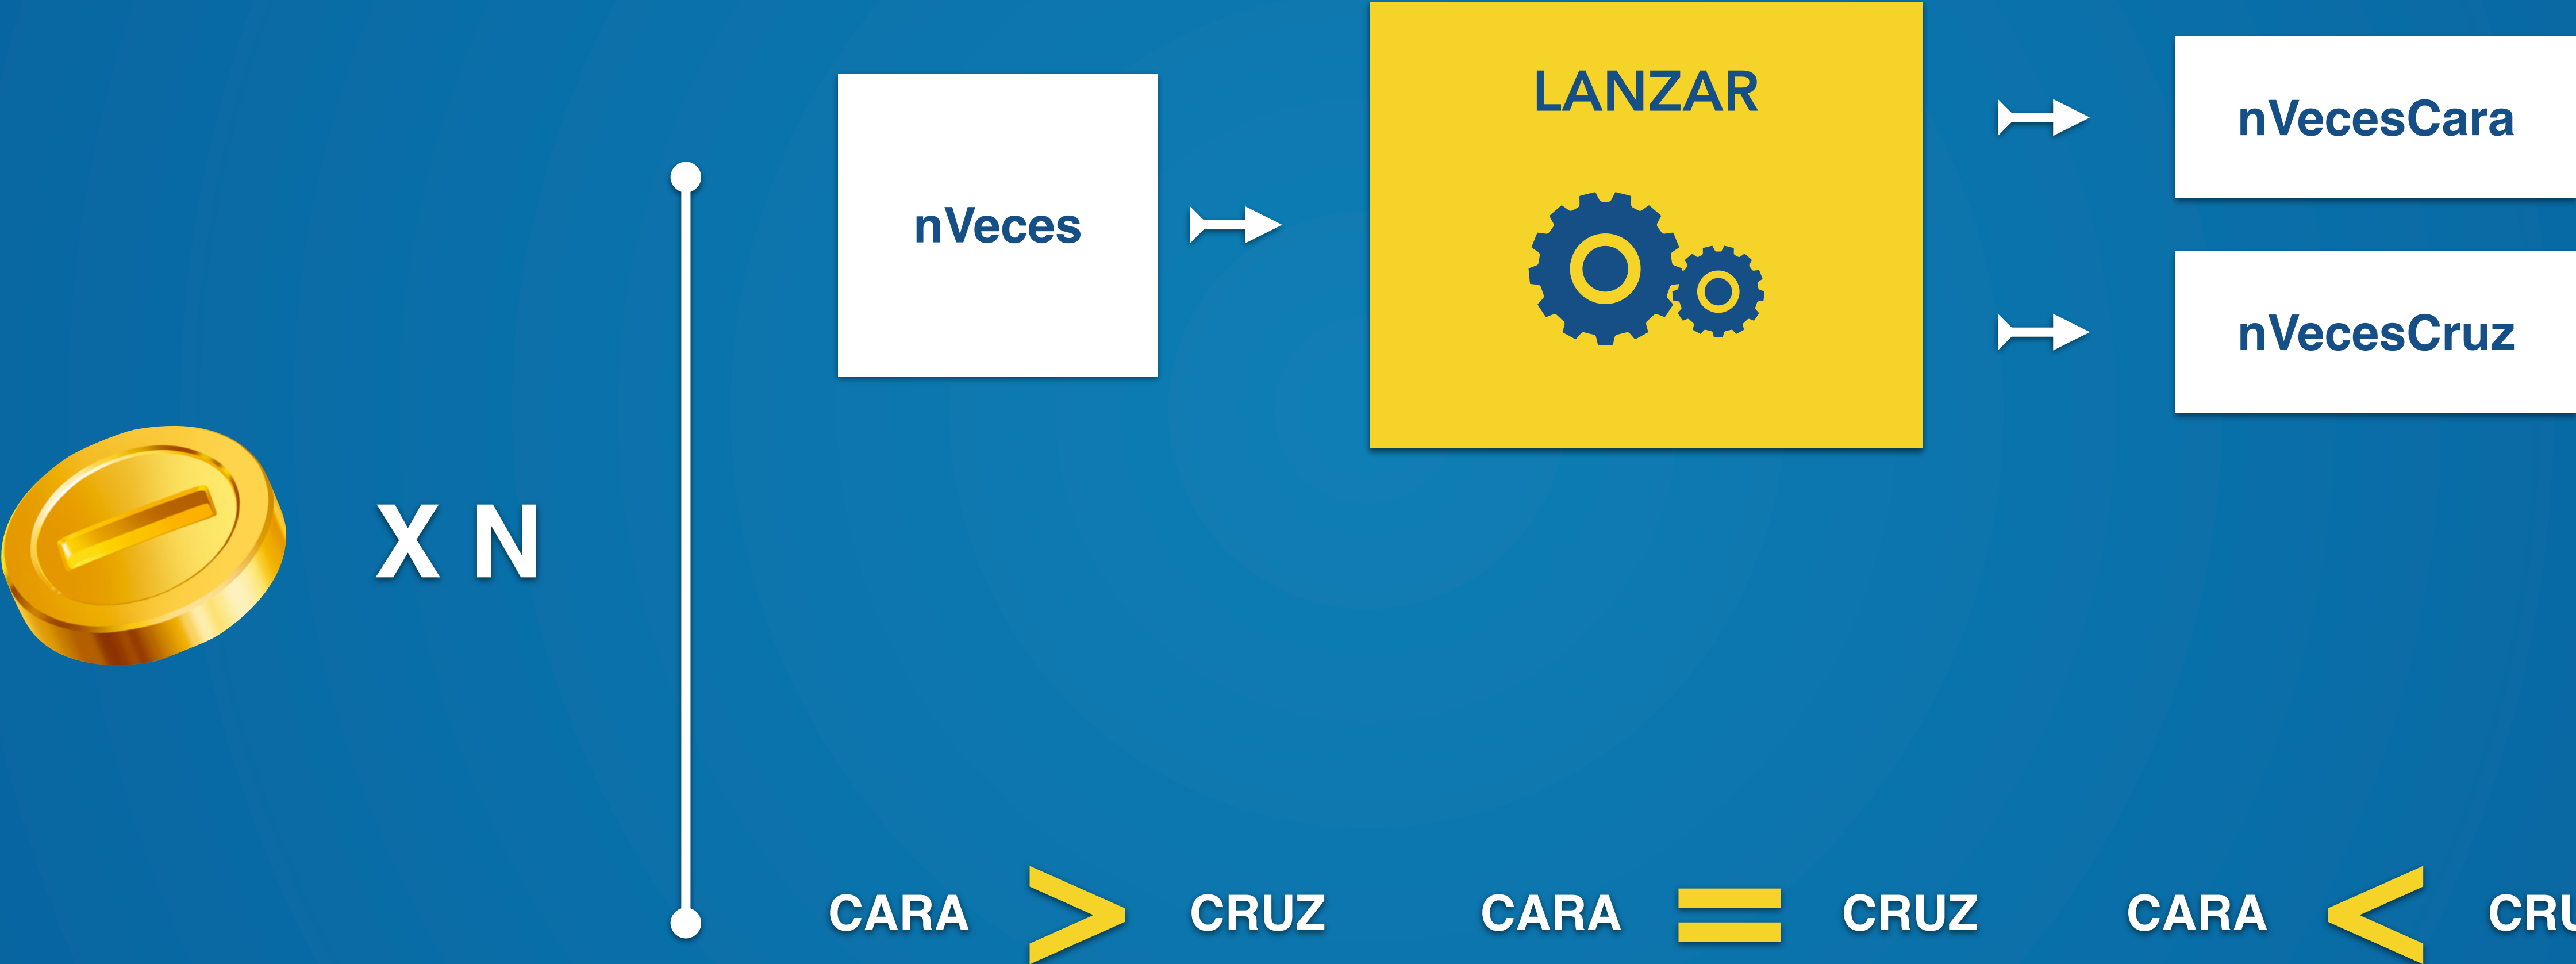 LANZAR
nVeces
nVecesCara
nVecesCruz
X N
CARA > CRUZ
CARA = CRUZ
CARA <